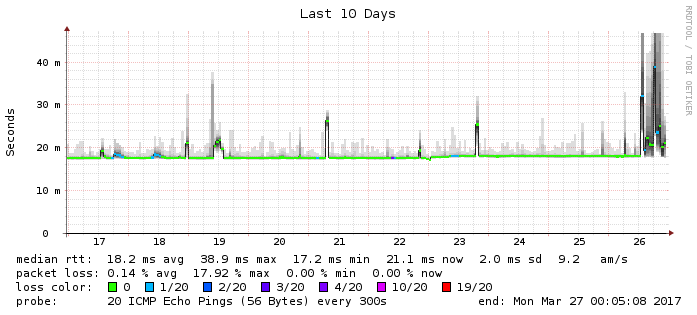 Last 10 Days
RRDTOOL / TOBI OETIKER
Seconds
40 m
30 m
20 m
10 m
0
17 18 19 20 21 22 23 24 25 26
median rtt: 18.2 ms avg 38.9 ms max 17.2 ms min 21.1 ms now 2.0 ms sd 9.2 am/s
packet loss: 0.14 % avg 17.92 % max 0.00 % min 0.00 % now
loss color: 0 1/20 2/20 3/20 4/20 10/20 19/20
probe: 20 ICMP Echo Pings (56 Bytes) every 300s end: Mon Mar 27 00:05:08 2017